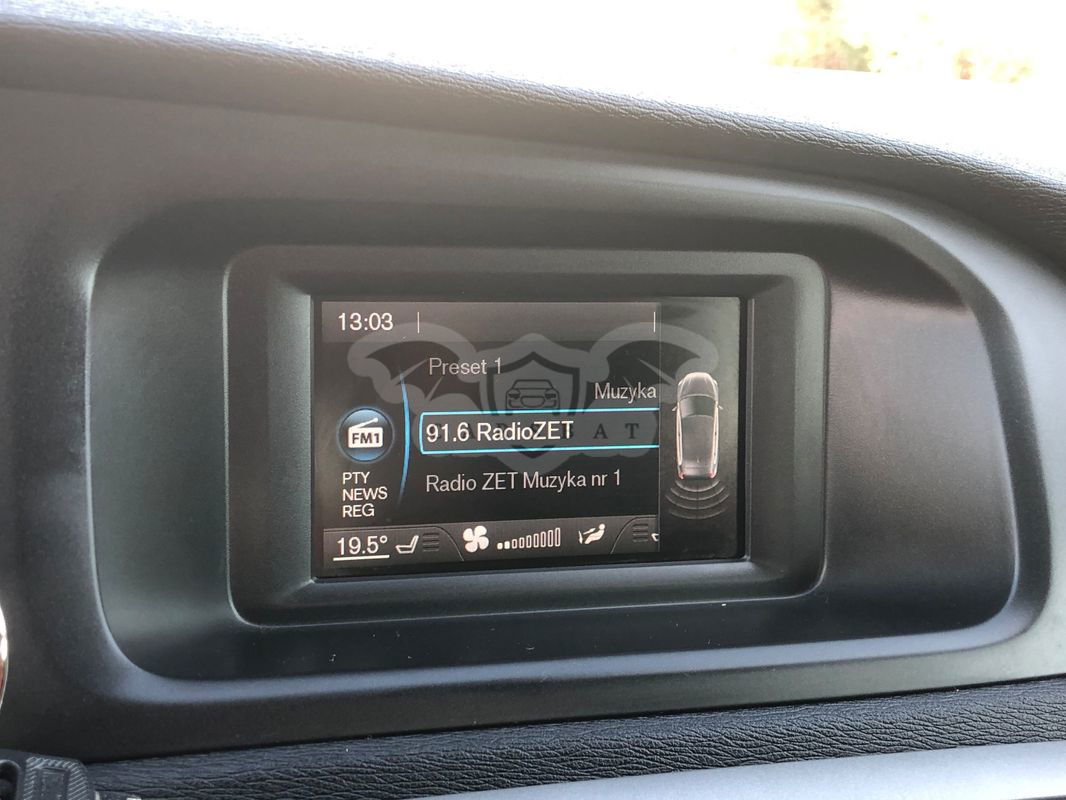 13:03
Preset 1
Muzyka
91.6 RadioZET
FM1
Radio ZET Muzyka nr 1
PTY
NEWS
REG
19.5°